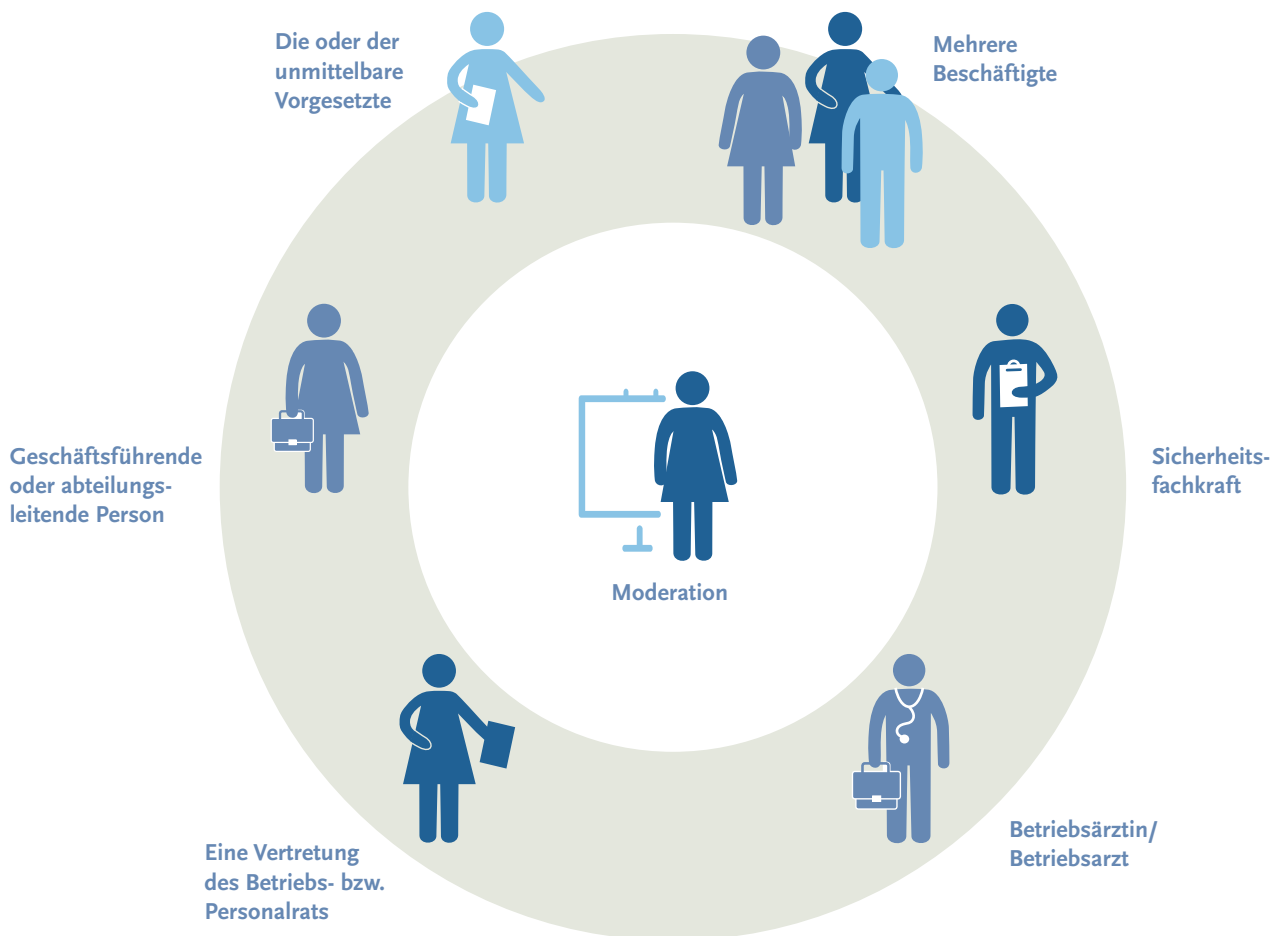 Die oder der
unmittelbare
Vorgesetzte
Mehrere
Beschäftigte
Geschäftsführende
oder abteilungs-
leitende Person
Sicherheits-
fachkraft
Moderation
Eine Vertretung
des Betriebs- bzw.
Personalrats
Betriebsärztin/
Betriebsarzt